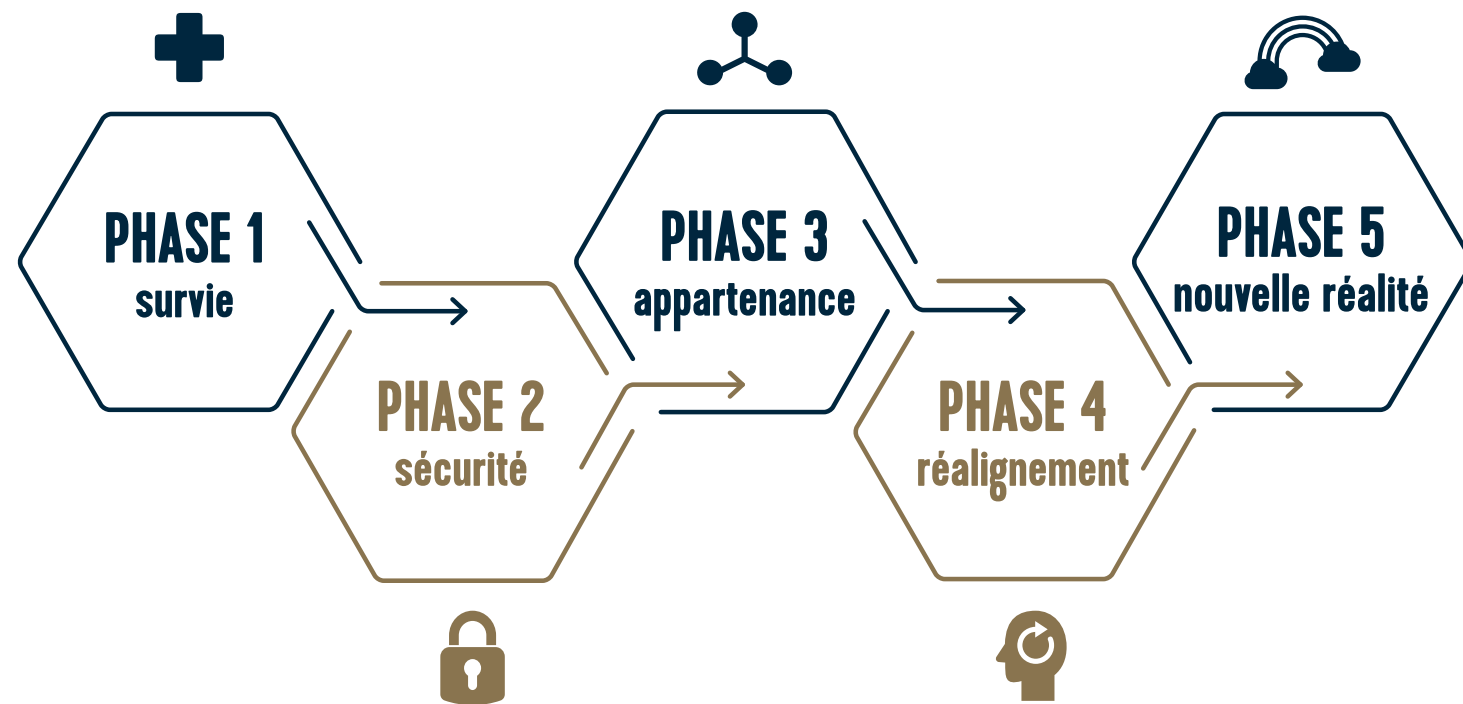 PHASE 1
survie
PHASE 2
sécurité
PHASE 3
appartenance
PHASE 4
réalignement
PHASE 5
nouvelle réalité